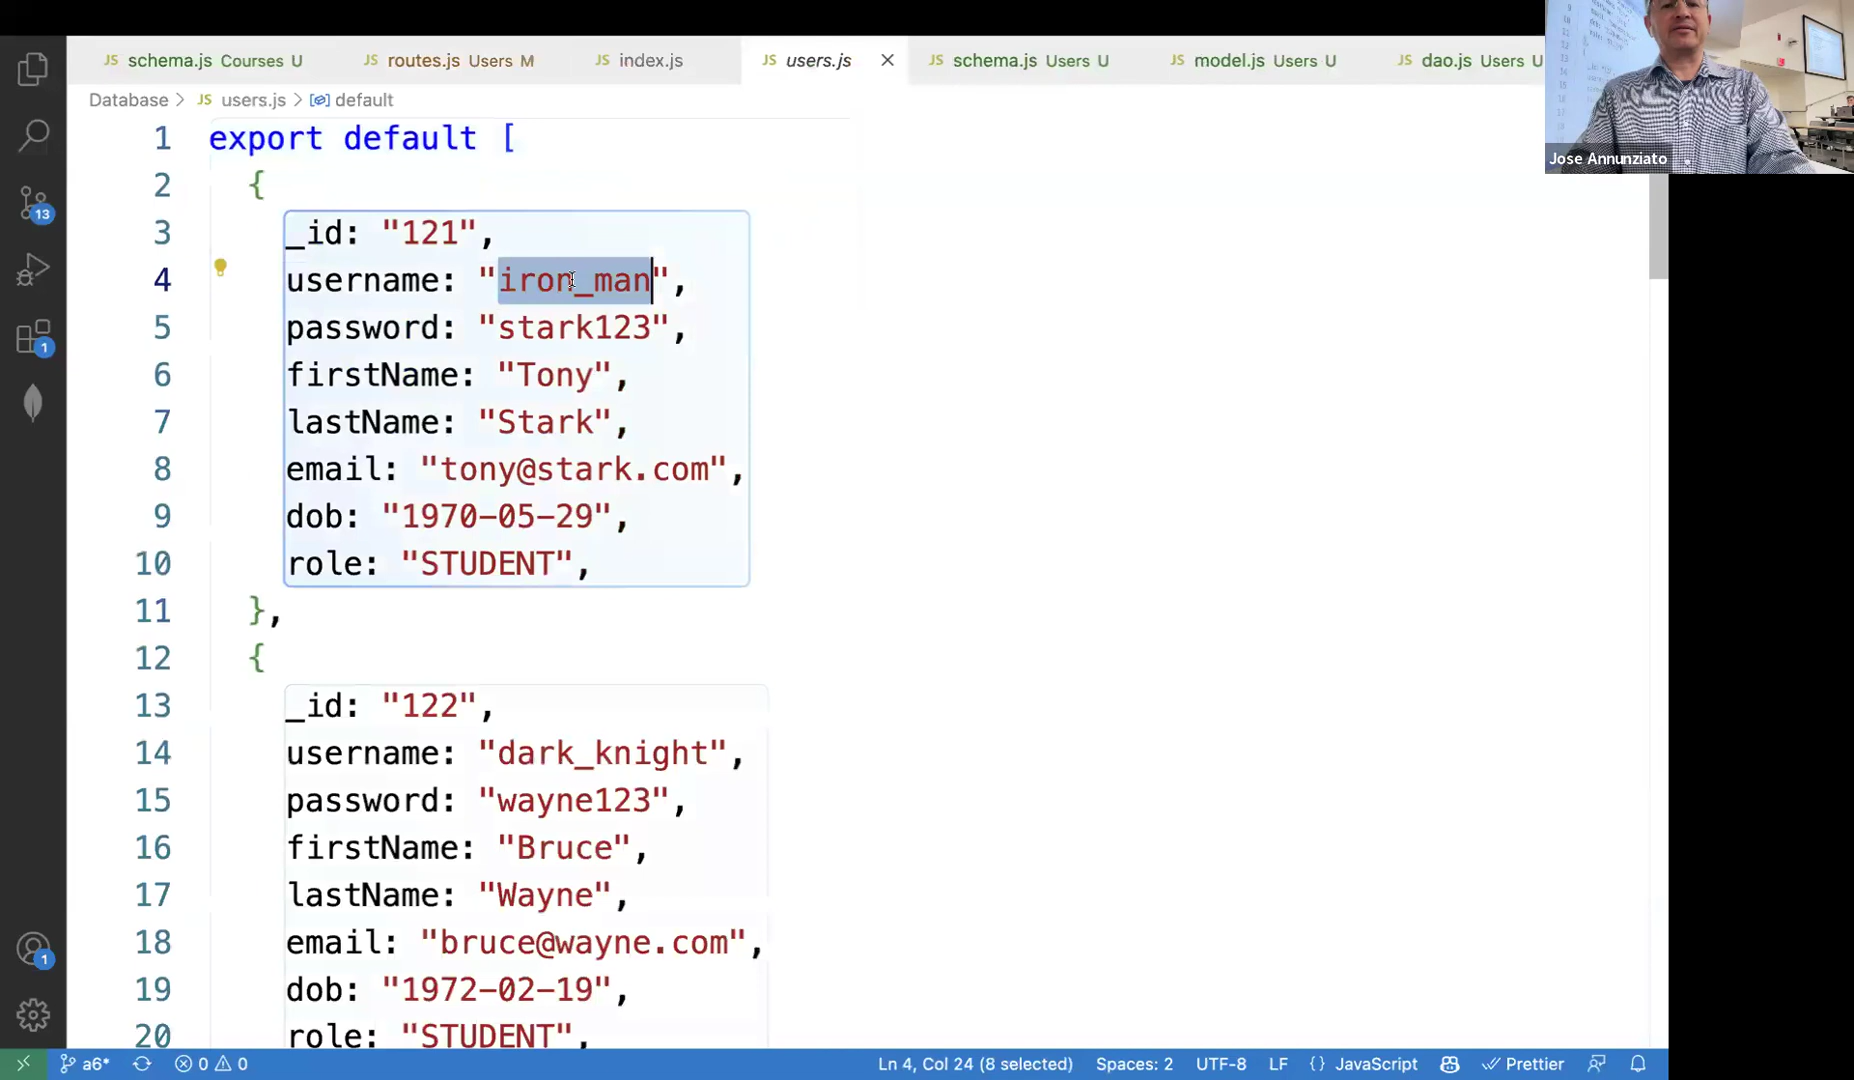 JS schema.js Courses U
JS routes.js Users M
JS index.js
JS users.js
JS schema.js Users U
JS model.js Users U
JS dao.js Users U
Jose Annunziato
Database > JS users.js > default
1 export default [
2 {
3 _id: "121",
4 username: "iron_man",
5 password: "stark123",
6 firstName: "Tony",
7 lastName: "Stark",
8 email: "tony@stark.com",
9 dob: "1970-05-29",
10 role: "STUDENT",
11 },
12 {
13 _id: "122",
14 username: "dark_knight",
15 password: "wayne123",
16 firstName: "Bruce",
17 lastName: "Wayne",
18 email: "bruce@wayne.com",
19 dob: "1972-02-19",
20 role: "STUDENT",
13
1
1
a6* 0 0 Ln 4, Col 24 (8 selected) Spaces: 2 UTF-8 LF {} JavaScript Prettier